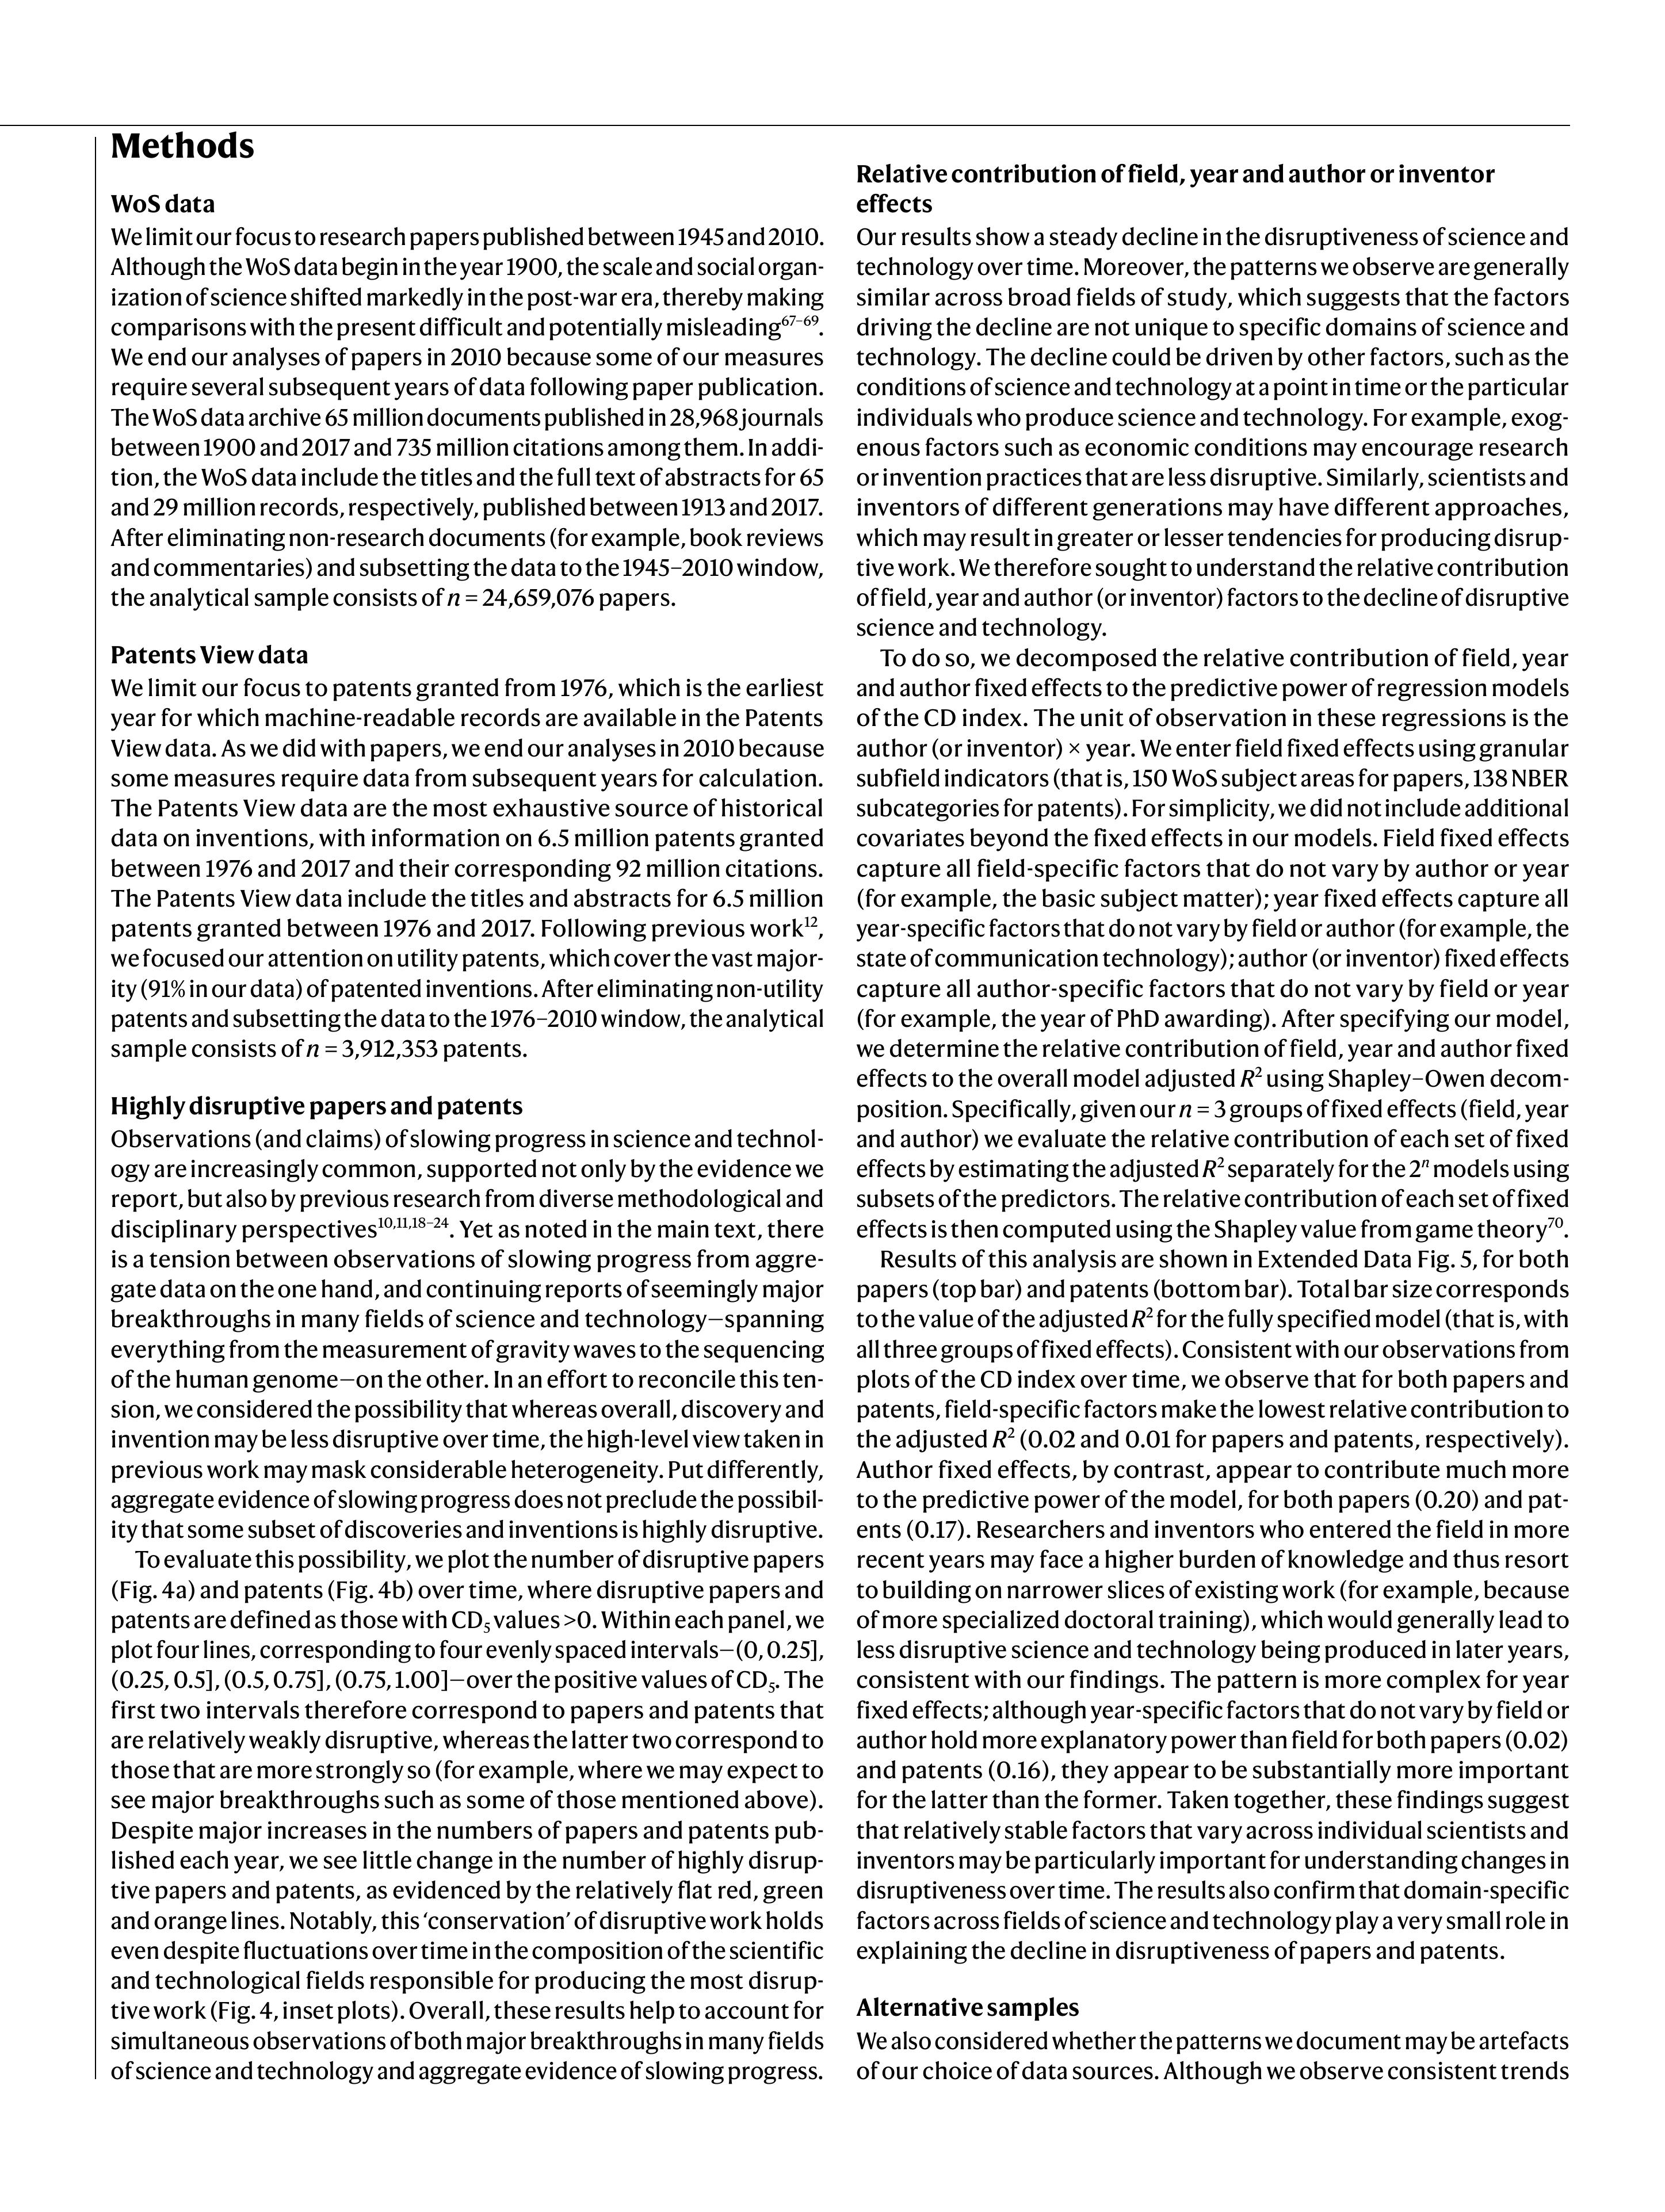 Methods
WoS data
We limit our focus to research papers published between 1945 and 2010.
Although the WoS data begin in the year 1900, the scale and social organ-
ization of science shifted markedly in the post-war era, thereby making
comparisons with the present difficult and potentially misleading67–69.
We end our analyses of papers in 2010 because some of our measures
require several subsequent years of data following paper publication.
The WoS data archive 65 million documents published in 28,968 journals
between 1900 and 2017 and 735 million citations among them. In addi-
tion, the WoS data include the titles and the full text of abstracts for 65
and 29 million records, respectively, published between 1913 and 2017.
After eliminating non-research documents (for example, book reviews
and commentaries) and subsetting the data to the 1945–2010 window,
the analytical sample consists of n = 24,659,076 papers.
Patents View data
We limit our focus to patents granted from 1976, which is the earliest
year for which machine-readable records are available in the Patents
View data. As we did with papers, we end our analyses in 2010 because
some measures require data from subsequent years for calculation.
The Patents View data are the most exhaustive source of historical
data on inventions, with information on 6.5 million patents granted
between 1976 and 2017 and their corresponding 92 million citations.
The Patents View data include the titles and abstracts for 6.5 million
patents granted between 1976 and 2017. Following previous work12,
we focused our attention on utility patents, which cover the vast major-
ity (91% in our data) of patented inventions. After eliminating non-utility
patents and subsetting the data to the 1976–2010 window, the analytical
sample consists of n = 3,912,353 patents.
Highly disruptive papers and patents
Observations (and claims) of slowing progress in science and technol-
ogy are increasingly common, supported not only by the evidence we
report, but also by previous research from diverse methodological and
disciplinary perspectives10,11,18–24. Yet as noted in the main text, there
is a tension between observations of slowing progress from aggre-
gate data on the one hand, and continuing reports of seemingly major
breakthroughs in many fields of science and technology—spanning
everything from the measurement of gravity waves to the sequencing
of the human genome—on the other. In an effort to reconcile this ten-
sion, we considered the possibility that whereas overall, discovery and
invention may be less disruptive over time, the high-level view taken in
previous work may mask considerable heterogeneity. Put differently,
aggregate evidence of slowing progress does not preclude the possibil-
ity that some subset of discoveries and inventions is highly disruptive.
To evaluate this possibility, we plot the number of disruptive papers
(Fig. 4a) and patents (Fig. 4b) over time, where disruptive papers and
patents are defined as those with CD5 values >0. Within each panel, we
plot four lines, corresponding to four evenly spaced intervals—(0, 0.25],
(0.25, 0.5], (0.5, 0.75], (0.75, 1.00]—over the positive values of CD5. The
first two intervals therefore correspond to papers and patents that
are relatively weakly disruptive, whereas the latter two correspond to
those that are more strongly so (for example, where we may expect to
see major breakthroughs such as some of those mentioned above).
Despite major increases in the numbers of papers and patents pub-
lished each year, we see little change in the number of highly disrup-
tive papers and patents, as evidenced by the relatively flat red, green
and orange lines. Notably, this ‘conservation’ of disruptive work holds
even despite fluctuations over time in the composition of the scientific
and technological fields responsible for producing the most disrup-
tive work (Fig. 4, inset plots). Overall, these results help to account for
simultaneous observations of both major breakthroughs in many fields
of science and technology and aggregate evidence of slowing progress.
Relative contribution of field, year and author or inventor
effects
Our results show a steady decline in the disruptiveness of science and
technology over time. Moreover, the patterns we observe are generally
similar across broad fields of study, which suggests that the factors
driving the decline are not unique to specific domains of science and
technology. The decline could be driven by other factors, such as the
conditions of science and technology at a point in time or the particular
individuals who produce science and technology. For example, exog-
enous factors such as economic conditions may encourage research
or invention practices that are less disruptive. Similarly, scientists and
inventors of different generations may have different approaches,
which may result in greater or lesser tendencies for producing disrup-
tive work. We therefore sought to understand the relative contribution
of field, year and author (or inventor) factors to the decline of disruptive
science and technology.
To do so, we decomposed the relative contribution of field, year
and author fixed effects to the predictive power of regression models
of the CD index. The unit of observation in these regressions is the
author (or inventor) × year. We enter field fixed effects using granular
subfield indicators (that is, 150 WoS subject areas for papers, 138 NBER
subcategories for patents). For simplicity, we did not include additional
covariates beyond the fixed effects in our models. Field fixed effects
capture all field-specific factors that do not vary by author or year
(for example, the basic subject matter); year fixed effects capture all
year-specific factors that do not vary by field or author (for example, the
state of communication technology); author (or inventor) fixed effects
capture all author-specific factors that do not vary by field or year
(for example, the year of PhD awarding). After specifying our model,
we determine the relative contribution of field, year and author fixed
effects to the overall model adjusted R2 using Shapley–Owen decom-
position. Specifically, given our n = 3 groups of fixed effects (field, year
and author) we evaluate the relative contribution of each set of fixed
effects by estimating the adjusted R2 separately for the 2n models using
subsets of the predictors. The relative contribution of each set of fixed
effects is then computed using the Shapley value from game theory70.
Results of this analysis are shown in Extended Data Fig. 5, for both
papers (top bar) and patents (bottom bar). Total bar size corresponds
to the value of the adjusted R2 for the fully specified model (that is, with
all three groups of fixed effects). Consistent with our observations from
plots of the CD index over time, we observe that for both papers and
patents, field-specific factors make the lowest relative contribution to
the adjusted R2 (0.02 and 0.01 for papers and patents, respectively).
Author fixed effects, by contrast, appear to contribute much more
to the predictive power of the model, for both papers (0.20) and pat-
ents (0.17). Researchers and inventors who entered the field in more
recent years may face a higher burden of knowledge and thus resort
to building on narrower slices of existing work (for example, because
of more specialized doctoral training), which would generally lead to
less disruptive science and technology being produced in later years,
consistent with our findings. The pattern is more complex for year
fixed effects; although year-specific factors that do not vary by field or
author hold more explanatory power than field for both papers (0.02)
and patents (0.16), they appear to be substantially more important
for the latter than the former. Taken together, these findings suggest
that relatively stable factors that vary across individual scientists and
inventors may be particularly important for understanding changes in
disruptiveness over time. The results also confirm that domain-specific
factors across fields of science and technology play a very small role in
explaining the decline in disruptiveness of papers and patents.
Alternative samples
We also considered whether the patterns we document may be artefacts
of our choice of data sources. Although we observe consistent trends